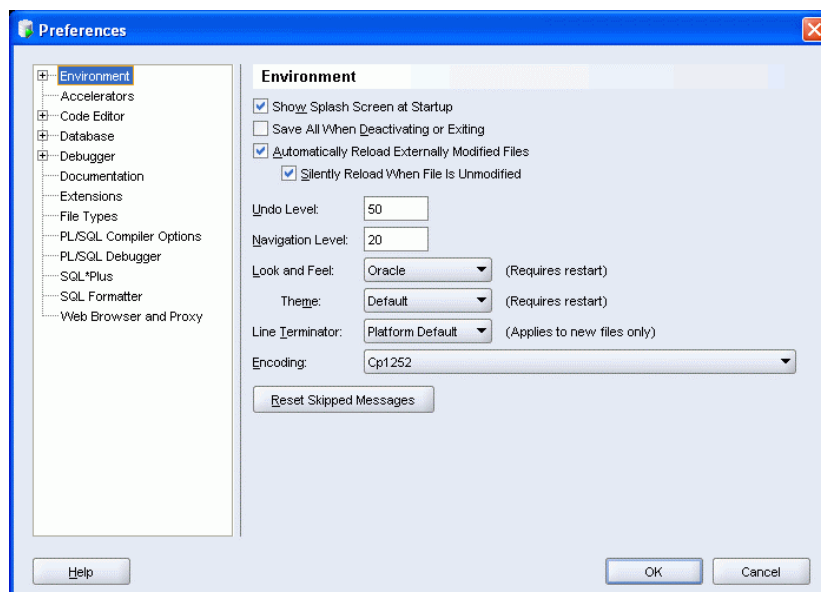 Preferences
Environment
Accelerators
Code Editor
Database
Debugger
Documentation
Extensions
File Types
PL/SQL Compiler Options
PL/SQL Debugger
SQL*Plus
SQL Formatter
Web Browser and Proxy
Environment
Show Splash Screen at Startup
Save All When Deactivating or Exiting
Automatically Reload Externally Modified Files
Silently Reload When File Is Unmodified
Undo Level: 50
Navigation Level: 20
Look and Feel: Oracle (Requires restart)
Theme: Default (Requires restart)
Line Terminator: Platform Default (Applies to new files only)
Encoding: Cp1252
Reset Skipped Messages
Help OK Cancel